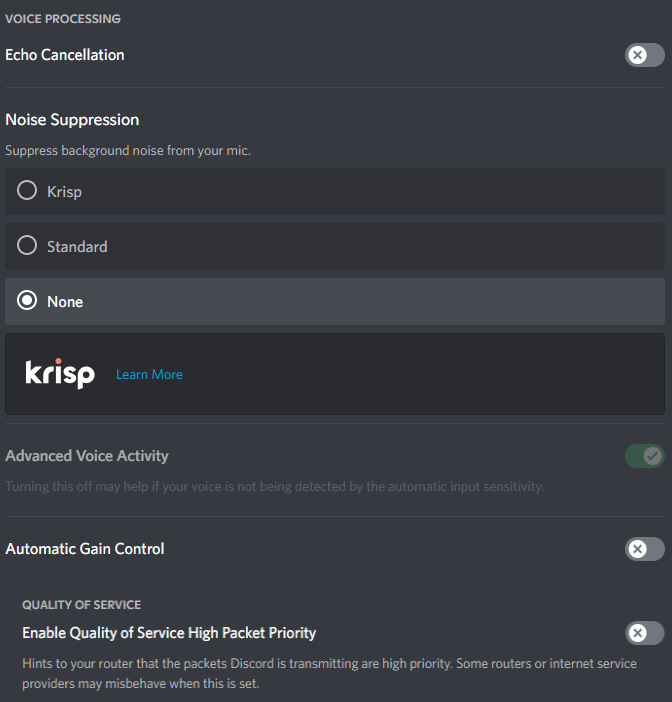 VOICE PROCESSING
Echo Cancellation
Noise Suppression
Suppress background noise from your mic.
Krisp
Standard
None
krisp Learn More
Advanced Voice Activity
Turning this off may help if your voice is not being detected by the automatic input sensitivity.
Automatic Gain Control
QUALITY OF SERVICE
Enable Quality of Service High Packet Priority
Hints to your router that the packets Discord is transmitting are high priority. Some routers or internet service
providers may misbehave when this is set.